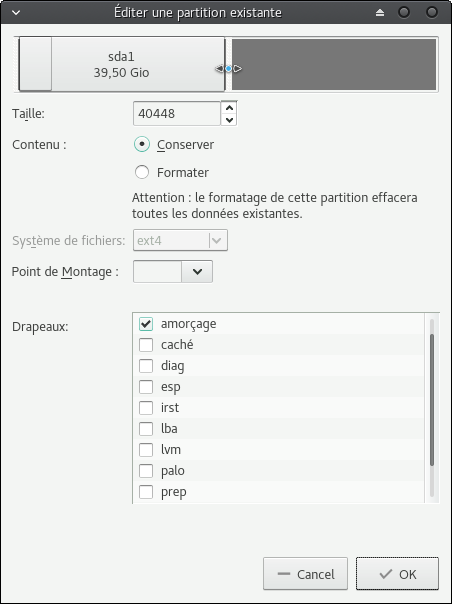 Éditer une partition existante
sda1
39,50 Gio
Taille:
40448
Contenu :
Conserver
Formater
Attention : le formatage de cette partition effacera
toutes les données existantes.
Système de fichiers:
ext4
Point de Montage :
Drapeaux:
amorçage
caché
diag
esp
irst
lba
lvm
palo
prep
Cancel
OK